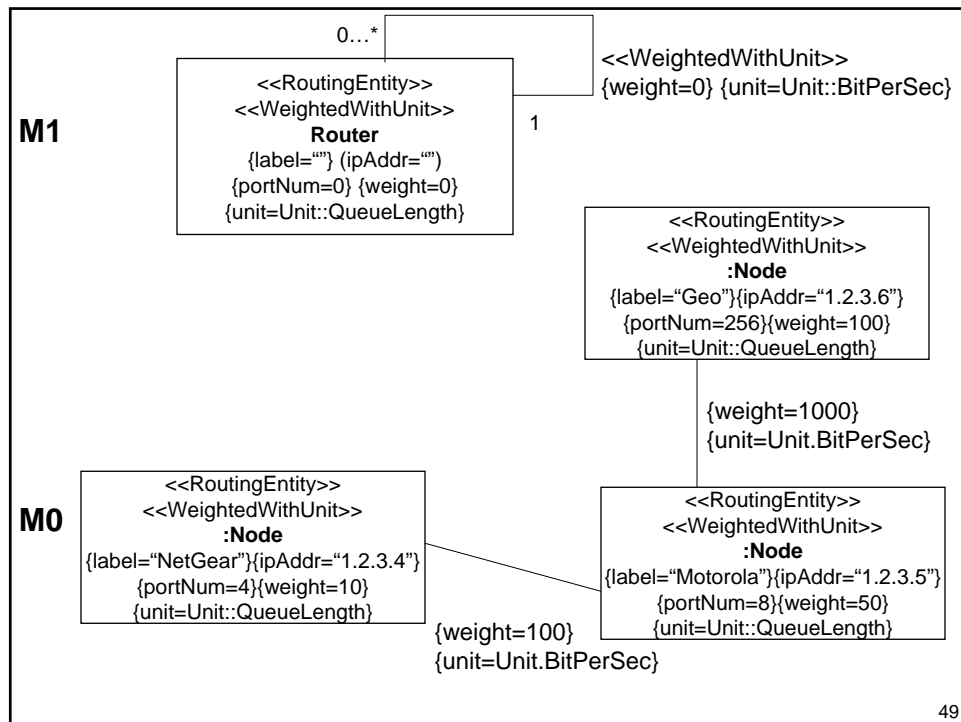 0…*
<<WeightedWithUnit>>
{weight=0} {unit=Unit::BitPerSec}
<<RoutingEntity>>
<<WeightedWithUnit>>
Router
{label=“”} (ipAddr=“”)
{portNum=0} {weight=0}
{unit=Unit::QueueLength}
1
M1
<<RoutingEntity>>
<<WeightedWithUnit>>
:Node
{label=“Geo”}{ipAddr=“1.2.3.6”}
{portNum=256}{weight=100}
{unit=Unit::QueueLength}
{weight=1000}
{unit=Unit.BitPerSec}
M0
<<RoutingEntity>>
<<WeightedWithUnit>>
:Node
{label=“NetGear”}{ipAddr=“1.2.3.4”}
{portNum=4}{weight=10}
{unit=Unit::QueueLength}
<<RoutingEntity>>
<<WeightedWithUnit>>
:Node
{label=“Motorola”}{ipAddr=“1.2.3.5”}
{portNum=8}{weight=50}
{unit=Unit::QueueLength}
{weight=100}
{unit=Unit.BitPerSec}
49